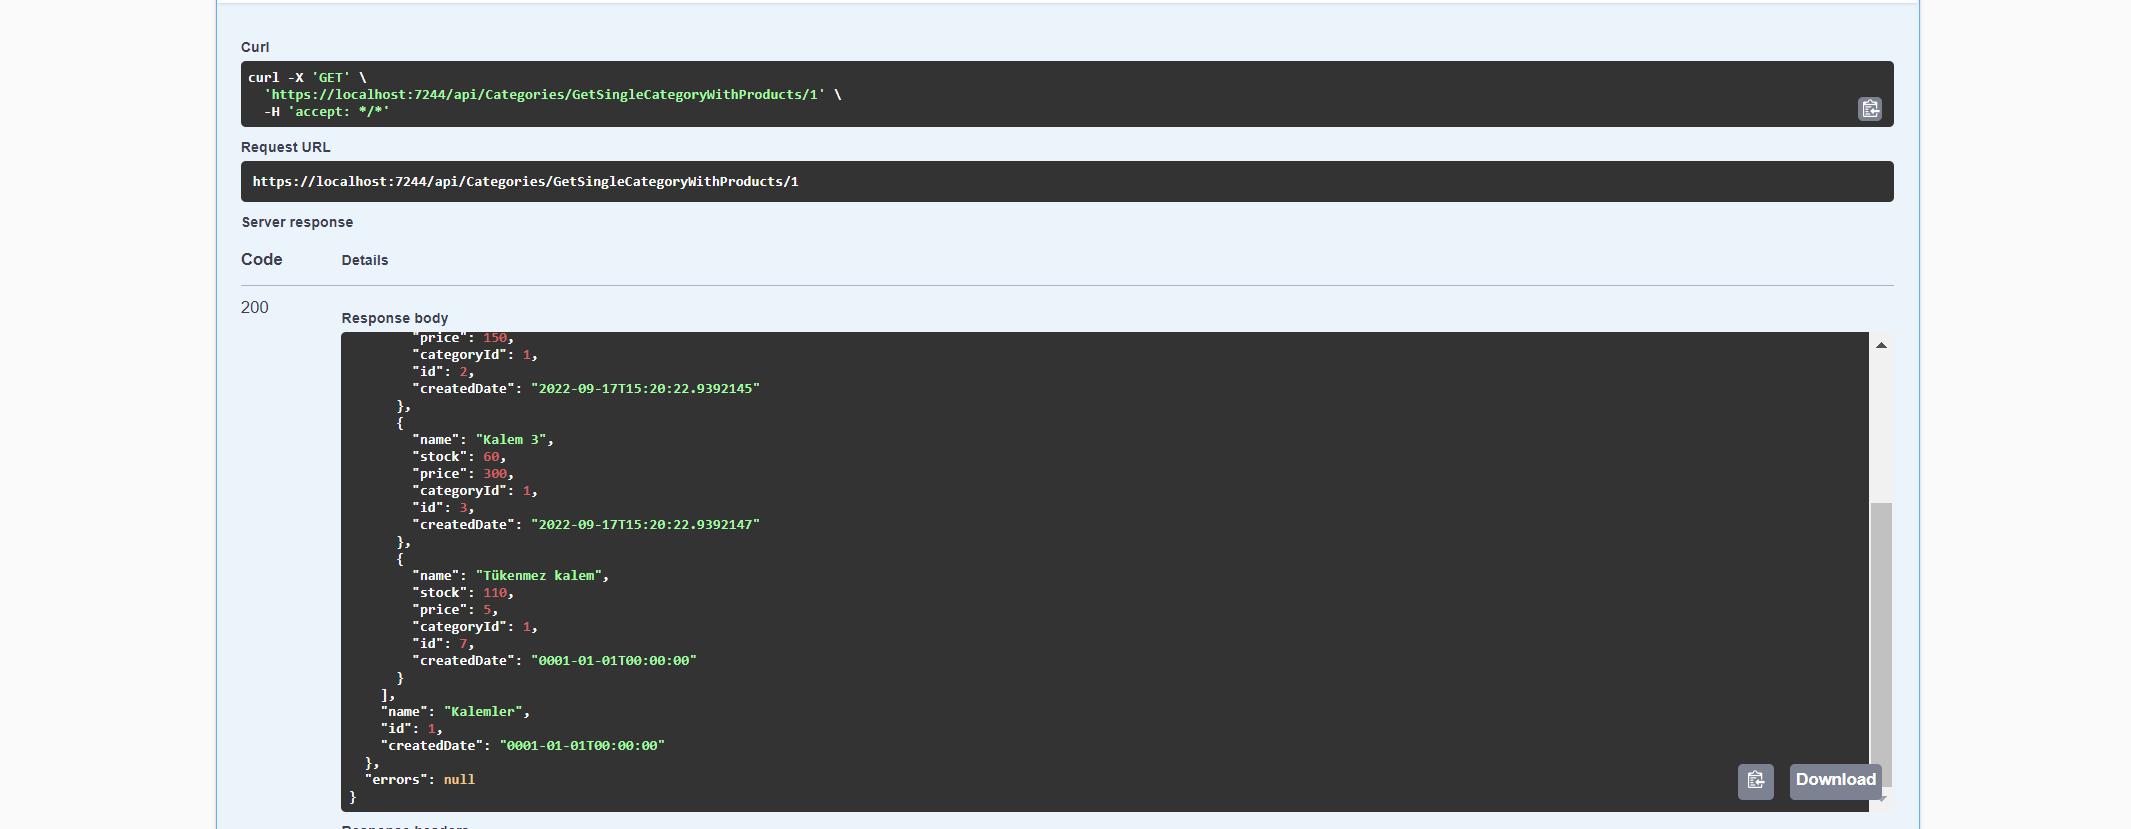 Curl
curl -X 'GET' \
  'https://localhost:7244/api/Categories/GetSingleCategoryWithProducts/1' \
  -H 'accept: */*'
Request URL
https://localhost:7244/api/Categories/GetSingleCategoryWithProducts/1
Server response
Code Details
200
Response body
        "price": 150,
        "categoryId": 1,
        "id": 2,
        "createdDate": "2022-09-17T15:20:22.9392145"
      },
      {
        "name": "Kalem 3",
        "stock": 60,
        "price": 300,
        "categoryId": 1,
        "id": 3,
        "createdDate": "2022-09-17T15:20:22.9392147"
      },
      {
        "name": "Tükenmez kalem",
        "stock": 110,
        "price": 5,
        "categoryId": 1,
        "id": 7,
        "createdDate": "0001-01-01T00:00:00"
      }
    ],
    "name": "Kalemler",
    "id": 1,
    "createdDate": "0001-01-01T00:00:00"
  },
  "errors": null
}
Download
Response headers